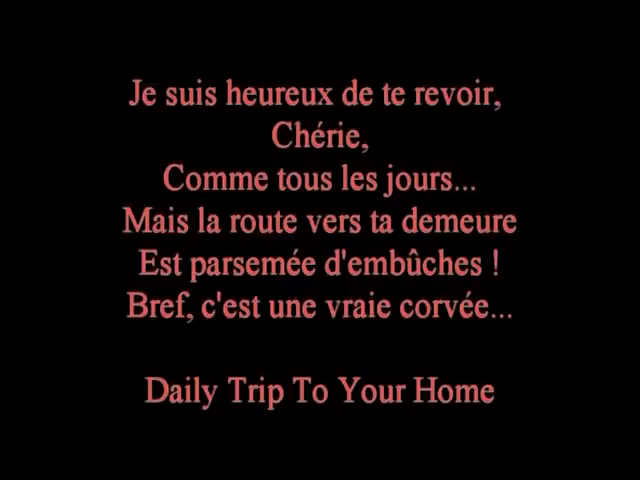 Je suis heureux de te revoir,
Chérie,
Comme tous les jours...
Mais la route vers ta demeure
Est parsemée d'embûches !
Bref, c'est une vraie corvée...
Daily Trip To Your Home